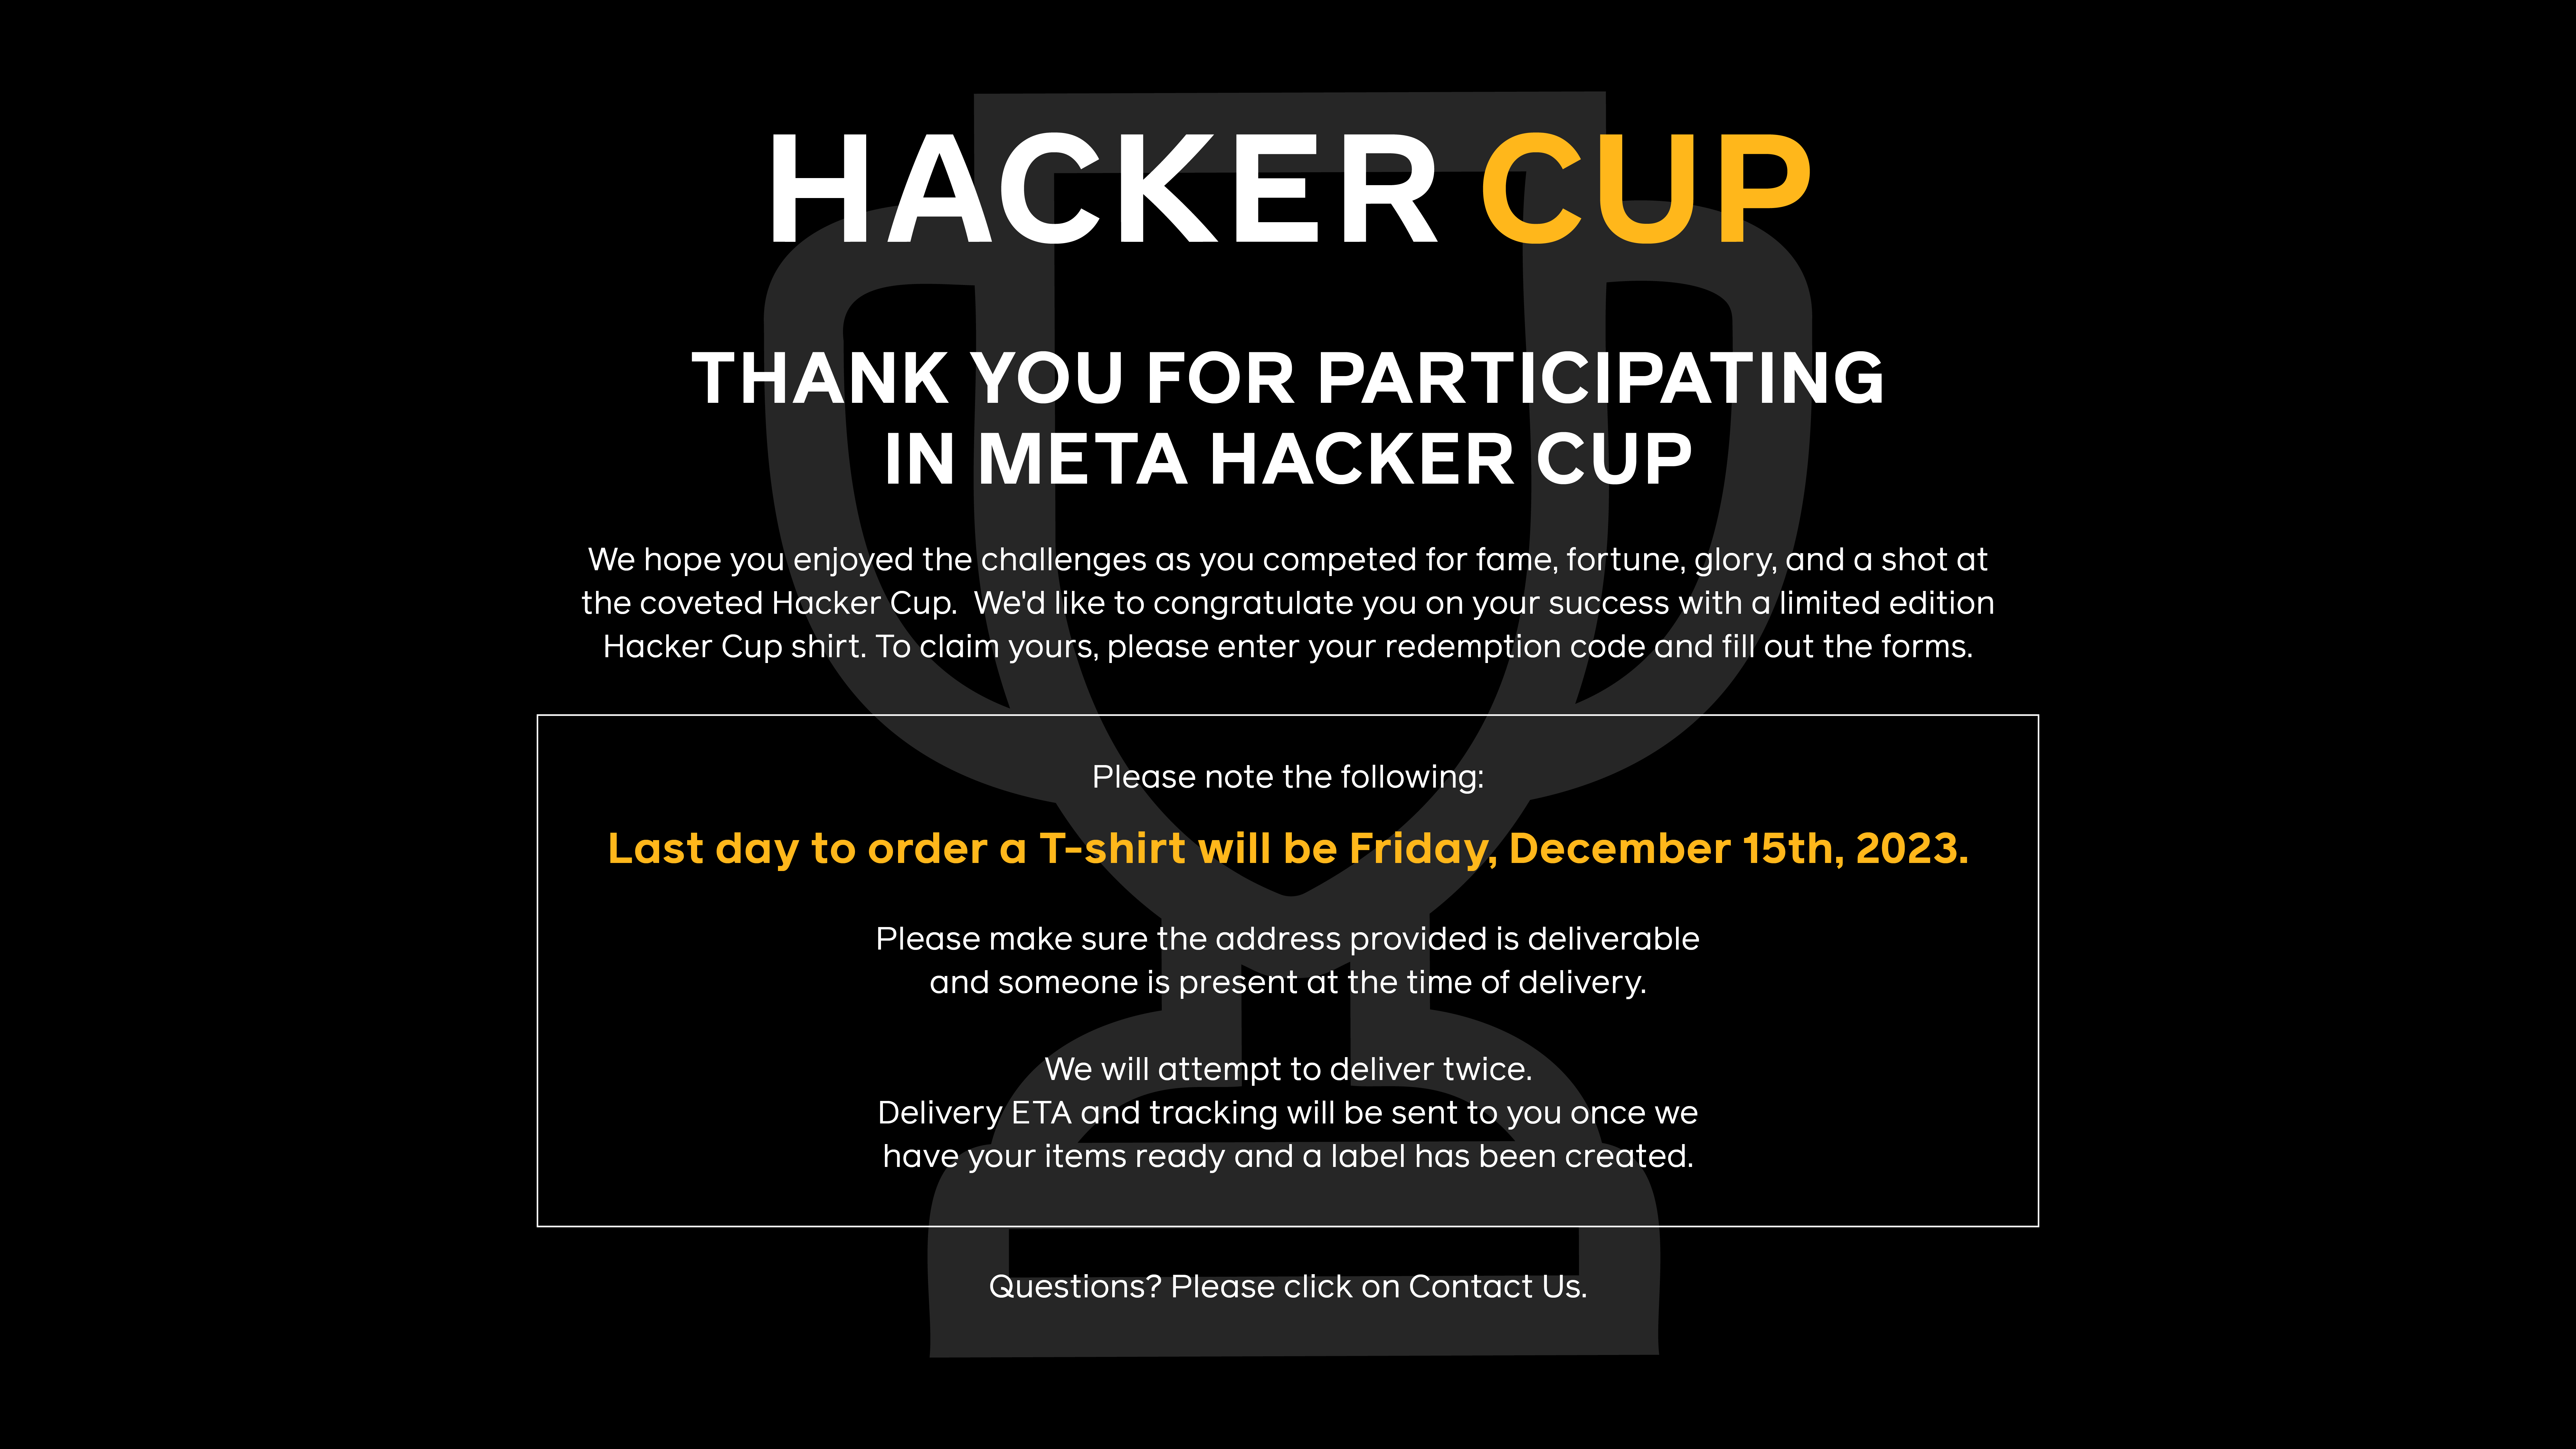 HACKER CUP
THANK YOU FOR PARTICIPATING
IN META HACKER CUP
We hope you enjoyed the challenges as you competed for fame, fortune, glory, and a shot at
the coveted Hacker Cup.  We'd like to congratulate you on your success with a limited edition
Hacker Cup shirt. To claim yours, please enter your redemption code and fill out the forms.
Please note the following:
Last day to order a T-shirt will be Friday, December 15th, 2023.
Please make sure the address provided is deliverable
and someone is present at the time of delivery.
We will attempt to deliver twice.
Delivery ETA and tracking will be sent to you once we
have your items ready and a label has been created.
Questions? Please click on Contact Us.